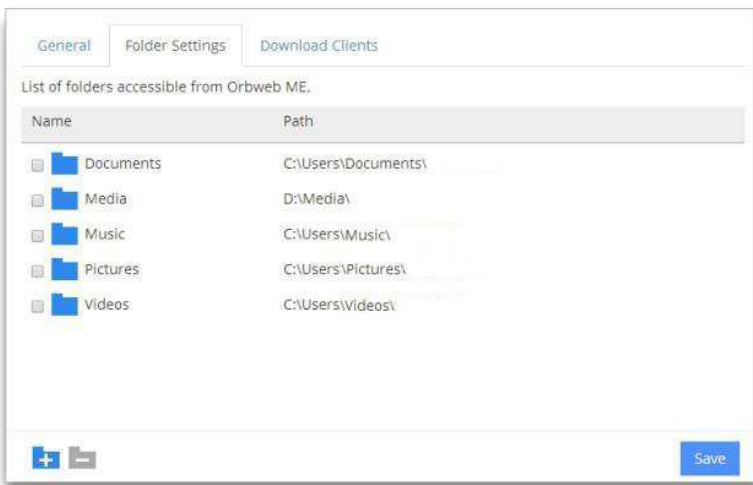 General Folder Settings Download Clients
List of folders accessible from Orbweb ME.
Name Path
Documents C:\Users\Documents\
Media D:\Media\
Music C:\Users\Music\
Pictures C:\Users\Pictures\
Videos C:\Users\Videos\
Save